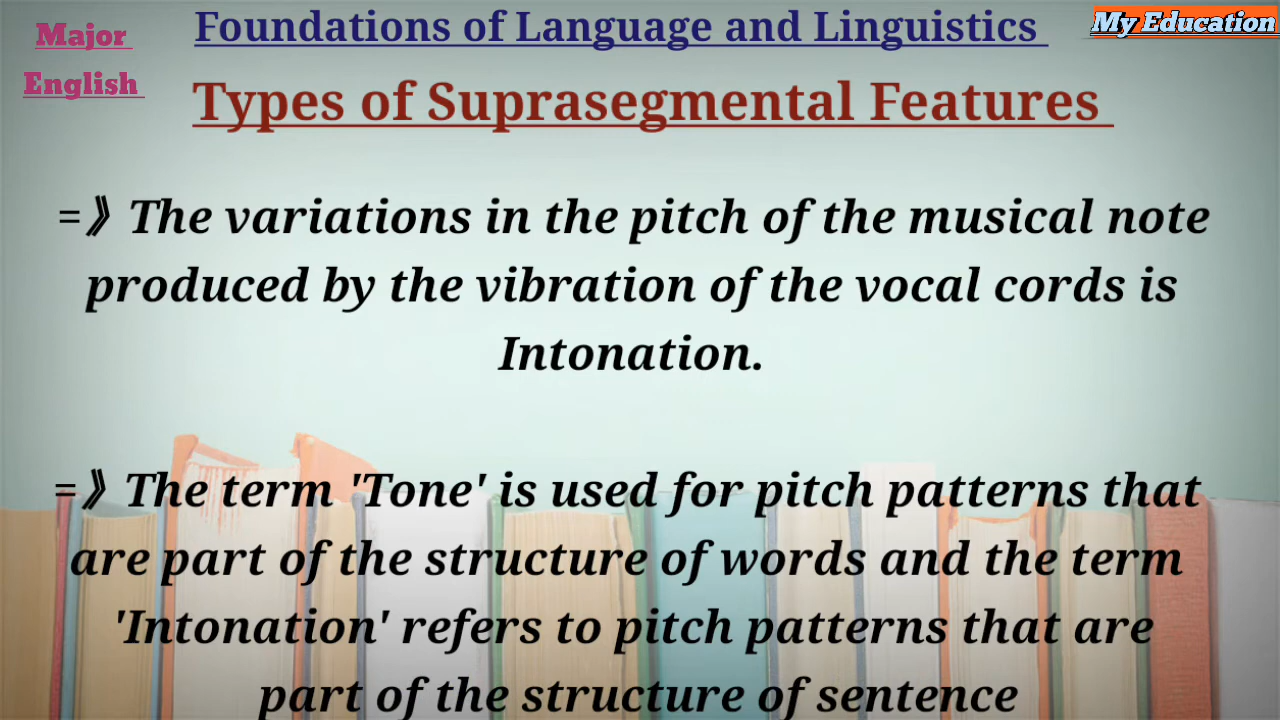 Major
English
Foundations of Language and Linguistics
My Education
Types of Suprasegmental Features
=》The variations in the pitch of the musical note
produced by the vibration of the vocal cords is
Intonation.
=》The term 'Tone' is used for pitch patterns that
are part of the structure of words and the term
'Intonation' refers to pitch patterns that are
part of the structure of sentence